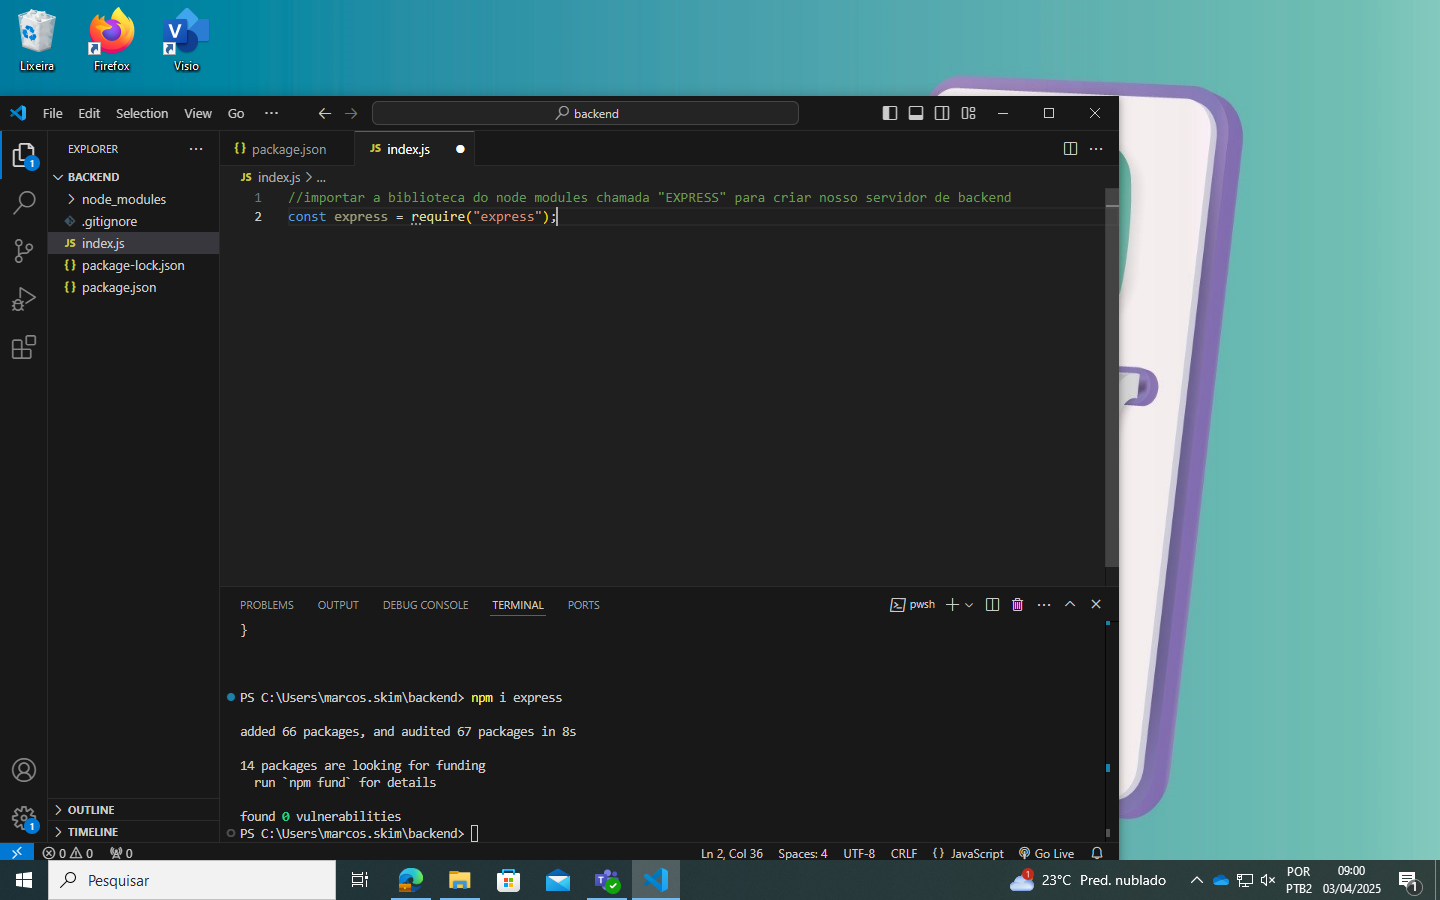 Lixeira
Firefox
Visio
File Edit Selection View Go ··· backend
EXPLORER ···
package.json
JS index.js
BACKEND
JS index.js > ...
node_modules
.gitignore
JS index.js
{} package-lock.json
{} package.json
1 //importar a biblioteca do node modules chamada "EXPRESS" para criar nosso servidor de backend
2 const express = require("express");
PROBLEMS OUTPUT DEBUG CONSOLE TERMINAL PORTS pwsh
}
PS C:\Users\marcos.skim\backend> npm i express
added 66 packages, and audited 67 packages in 8s
14 packages are looking for funding
run `npm fund` for details
found 0 vulnerabilities
PS C:\Users\marcos.skim\backend>
OUTLINE
TIMELINE
1
1
0 0 0 Ln 2, Col 36 Spaces: 4 UTF-8 CRLF {} JavaScript Go Live
Pesquisar
1
23°C Pred. nublado
POR
PTB2
09:00
03/04/2025
1